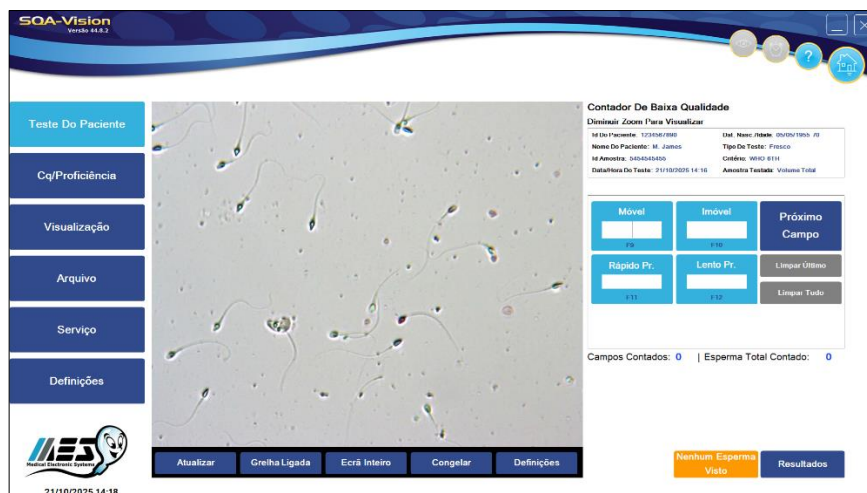 SQA-Vision
Versão 44.8.2
?
Teste Do Paciente
Cq/Proficiência
Visualização
Arquivo
Serviço
Definições
MES
Medical Electronic Systems
21/10/2025 14:18
Atualizar
Grelha Ligada
Ecrã Inteiro
Congelar
Definições
Contador De Baixa Qualidade
Diminuir Zoom Para Visualizar
Id Do Paciente: 1234567890
Dat. Nasc./Idade: 05/05/1955 70
Nome Do Paciente: M. James
Tipo De Teste: Fresco
Id Amostra: 5454545455
Critério: WHO 6TH
Data/Hora Do Teste: 21/10/2025 14:16
Amostra Testada: Volume Total
Móvel
F9
Imóvel
F10
Próximo
Campo
Rápido Pr.
F11
Lento Pr.
F12
Limpar Último
Limpar Tudo
Campos Contados: 0 | Esperma Total Contado: 0
Nenhum Esperma
Visto
Resultados